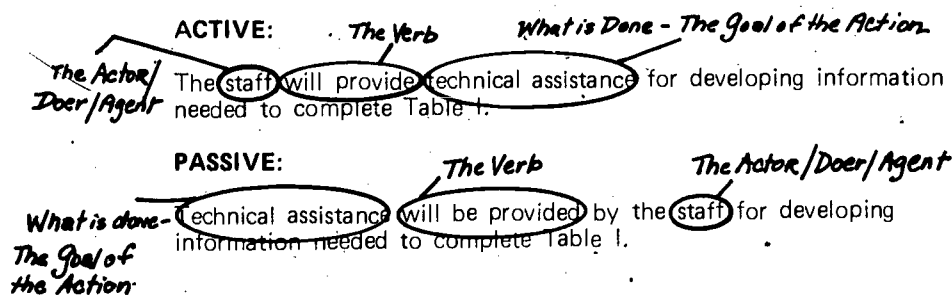 ACTIVE:
The Verb
What is Done - The Goal of the Action
The Actor/
Doer/Agent
The staff will provide technical assistance for developing information
needed to complete Table I.
PASSIVE:
The Verb
The Actor/Doer/Agent
What is done-
The Goal of
the Action
Technical assistance will be provided by the staff for developing
information needed to complete Table I.